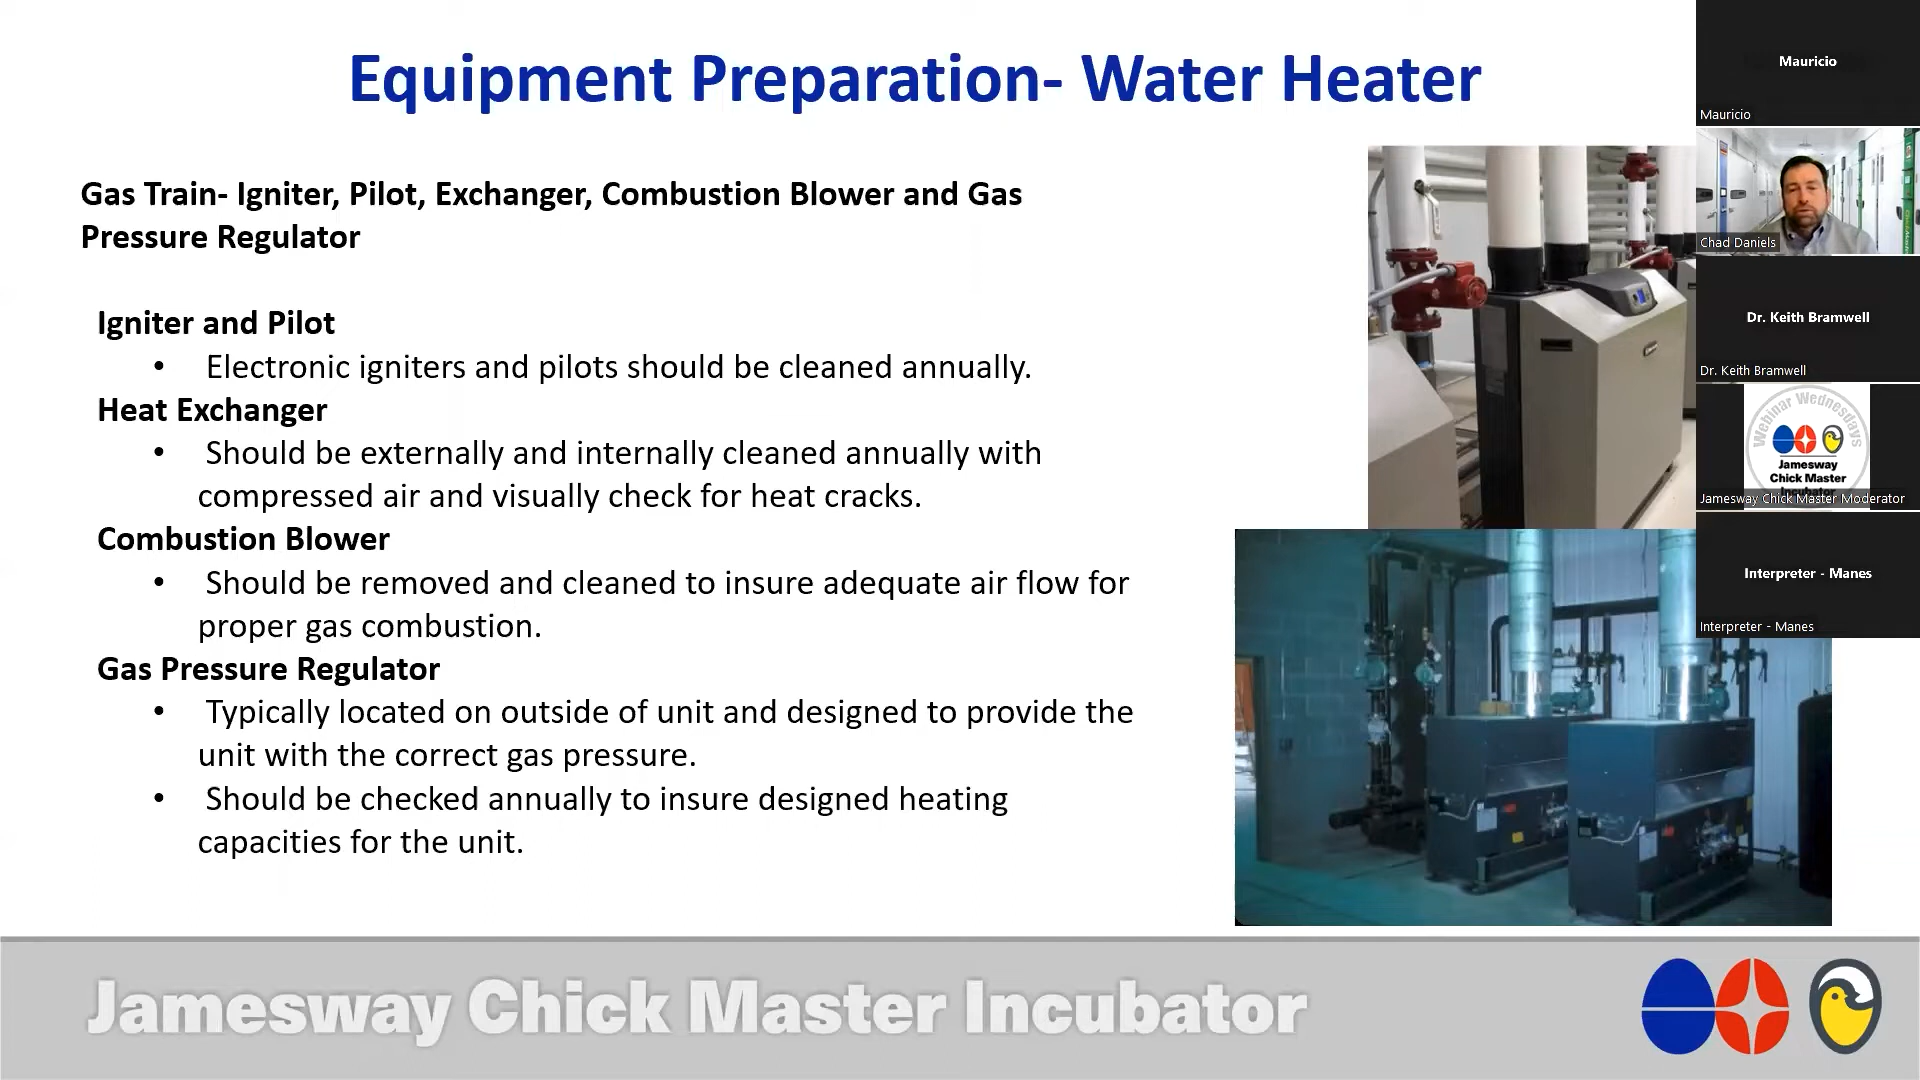 Equipment Preparation- Water Heater
Gas Train- Igniter, Pilot, Exchanger, Combustion Blower and Gas
Pressure Regulator
Igniter and Pilot
• Electronic igniters and pilots should be cleaned annually.
Heat Exchanger
• Should be externally and internally cleaned annually with
compressed air and visually check for heat cracks.
Combustion Blower
• Should be removed and cleaned to insure adequate air flow for
proper gas combustion.
Gas Pressure Regulator
• Typically located on outside of unit and designed to provide the
unit with the correct gas pressure.
• Should be checked annually to insure designed heating
capacities for the unit.
Mauricio
Mauricio
Chad Daniels
Dr. Keith Bramwell
Dr. Keith Bramwell
Webinar Wednesdays
Jamesway
Chick Master
Incubator
Jamesway Chick Master Moderator
Interpreter - Manes
Interpreter - Manes
Jamesway Chick Master Incubator